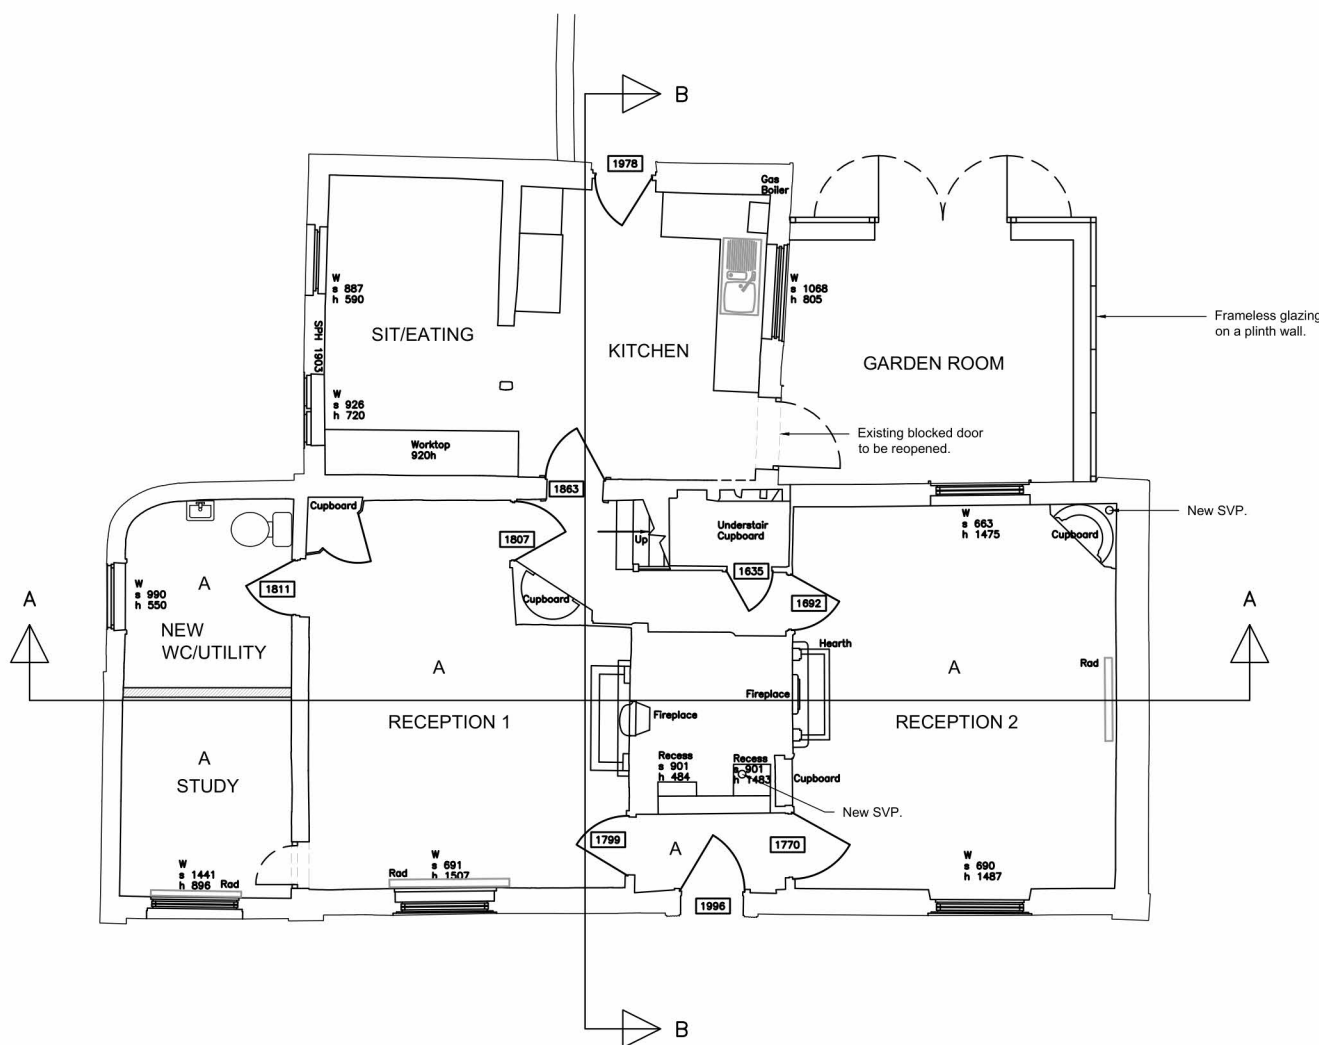 B
1978
Gas
Boiler
W
s 887
h 590
SPH 1903
W
s 926
h 720
SIT/EATING
KITCHEN
W
s 1068
h 805
GARDEN ROOM
Frameless glazing
on a plinth wall.
Existing blocked door
to be reopened.
Worktop
920h
1863
Cupboard
1807
Up
Understair
Cupboard
W
s 663
h 1475
Cupboard
New SVP.
A
W
s 990
h 550
A
1811
Cupboard
1635
1692
A
NEW
WC/UTILITY
A
Hearth
A
Rad
Fireplace
Fireplace
RECEPTION 1
RECEPTION 2
A
STUDY
Recess
s 901
h 484
Recess
s 901
h 1483
Cupboard
New SVP.
1799
A
1770
W
s 1441
h 896
Rad
Rad
W
s 691
h 1507
W
s 690
h 1487
1996
B